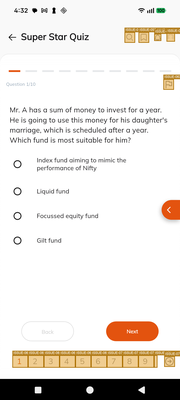 4:32
Super Star Quiz
Question 1/10
Mr. A has a sum of money to invest for a year.
He is going to use this money for his daughter's
marriage, which is scheduled after a year.
Which fund is most suitable for him?
Index fund aiming to mimic the
performance of Nifty
Liquid fund
Focussed equity fund
Gilt fund
Back
Next
1 2 3 4 5 6 7 8 9